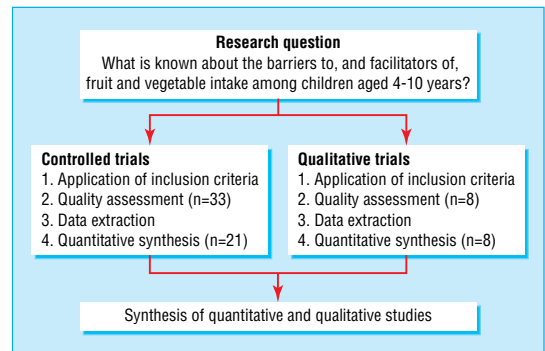 Research question
What is known about the barriers to, and facilitators of,
fruit and vegetable intake among children aged 4-10 years?
Controlled trials
1. Application of inclusion criteria
2. Quality assessment (n=33)
3. Data extraction
4. Quantitative synthesis (n=21)
Qualitative trials
1. Application of inclusion criteria
2. Quality assessment (n=8)
3. Data extraction
4. Quantitative synthesis (n=8)
Synthesis of quantitative and qualitative studies